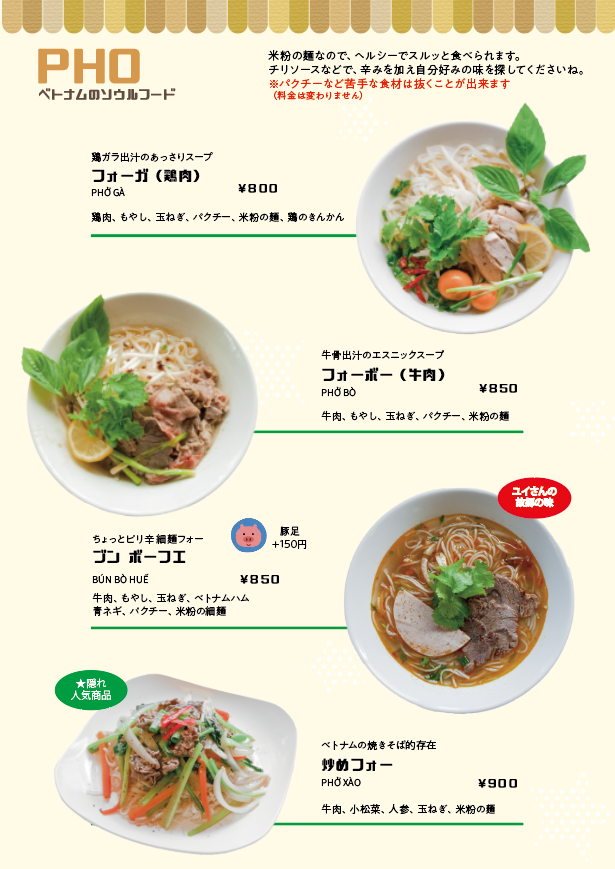 PHO
ベトナムのソウルフード
米粉の麺なので、ヘルシーでスルッと食べられます。
チリソースなどで、辛みを加え自分好みの味を探してくださいね。
※パクチーなど苦手な食材は抜くことが出来ます
（料金は変わりません）
鶏ガラ出汁のあっさりスープ
フォーガ（鶏肉）
PHỞ GÀ
¥800
鶏肉、もやし、玉ねぎ、パクチー、米粉の麺、鶏のきんかん
牛骨出汁のエスニックスープ
フォーボー（牛肉）
PHỞ BÒ
¥850
牛肉、もやし、玉ねぎ、パクチー、米粉の麺
ユイさんの
故郷の味
ちょっとピリ辛細麺フォー
ブン ボーフエ
豚足
+150円
BÚN BÒ HUẾ
¥850
牛肉、もやし、玉ねぎ、ベトナムハム
青ネギ、パクチー、米粉の細麺
★隠れ
人気商品
ベトナムの焼きそば的存在
炒めフォー
PHỞ XÀO
¥900
牛肉、小松菜、人参、玉ねぎ、米粉の麺